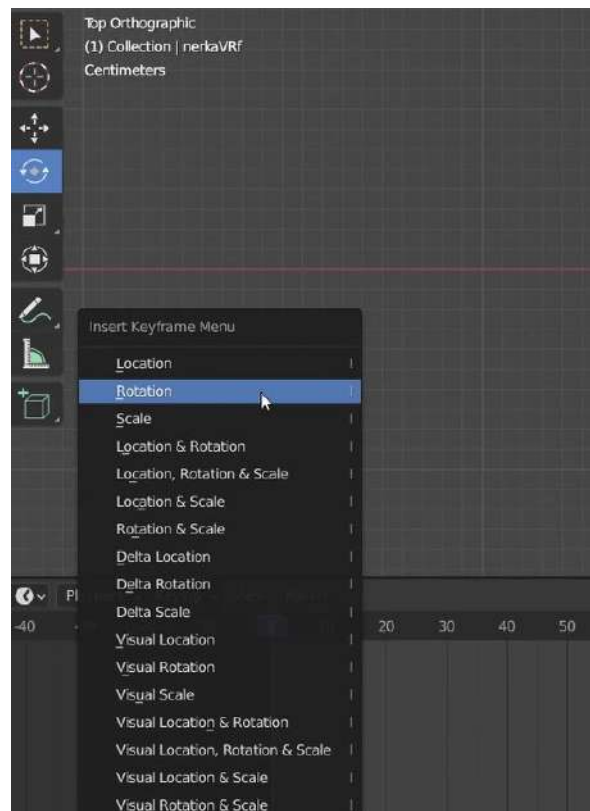 Top Orthographic
(1) Collection | nerkaVRf
Centimeters
Insert Keyframe Menu
Location
Rotation
Scale
Location & Rotation
Location, Rotation & Scale
Location & Scale
Rotation & Scale
Delta Location
Delta Rotation
Delta Scale
Visual Location
Visual Rotation
Visual Scale
Visual Location & Rotation
Visual Location, Rotation & Scale
Visual Location & Scale
Visual Rotation & Scale
-40 20 30 40 50